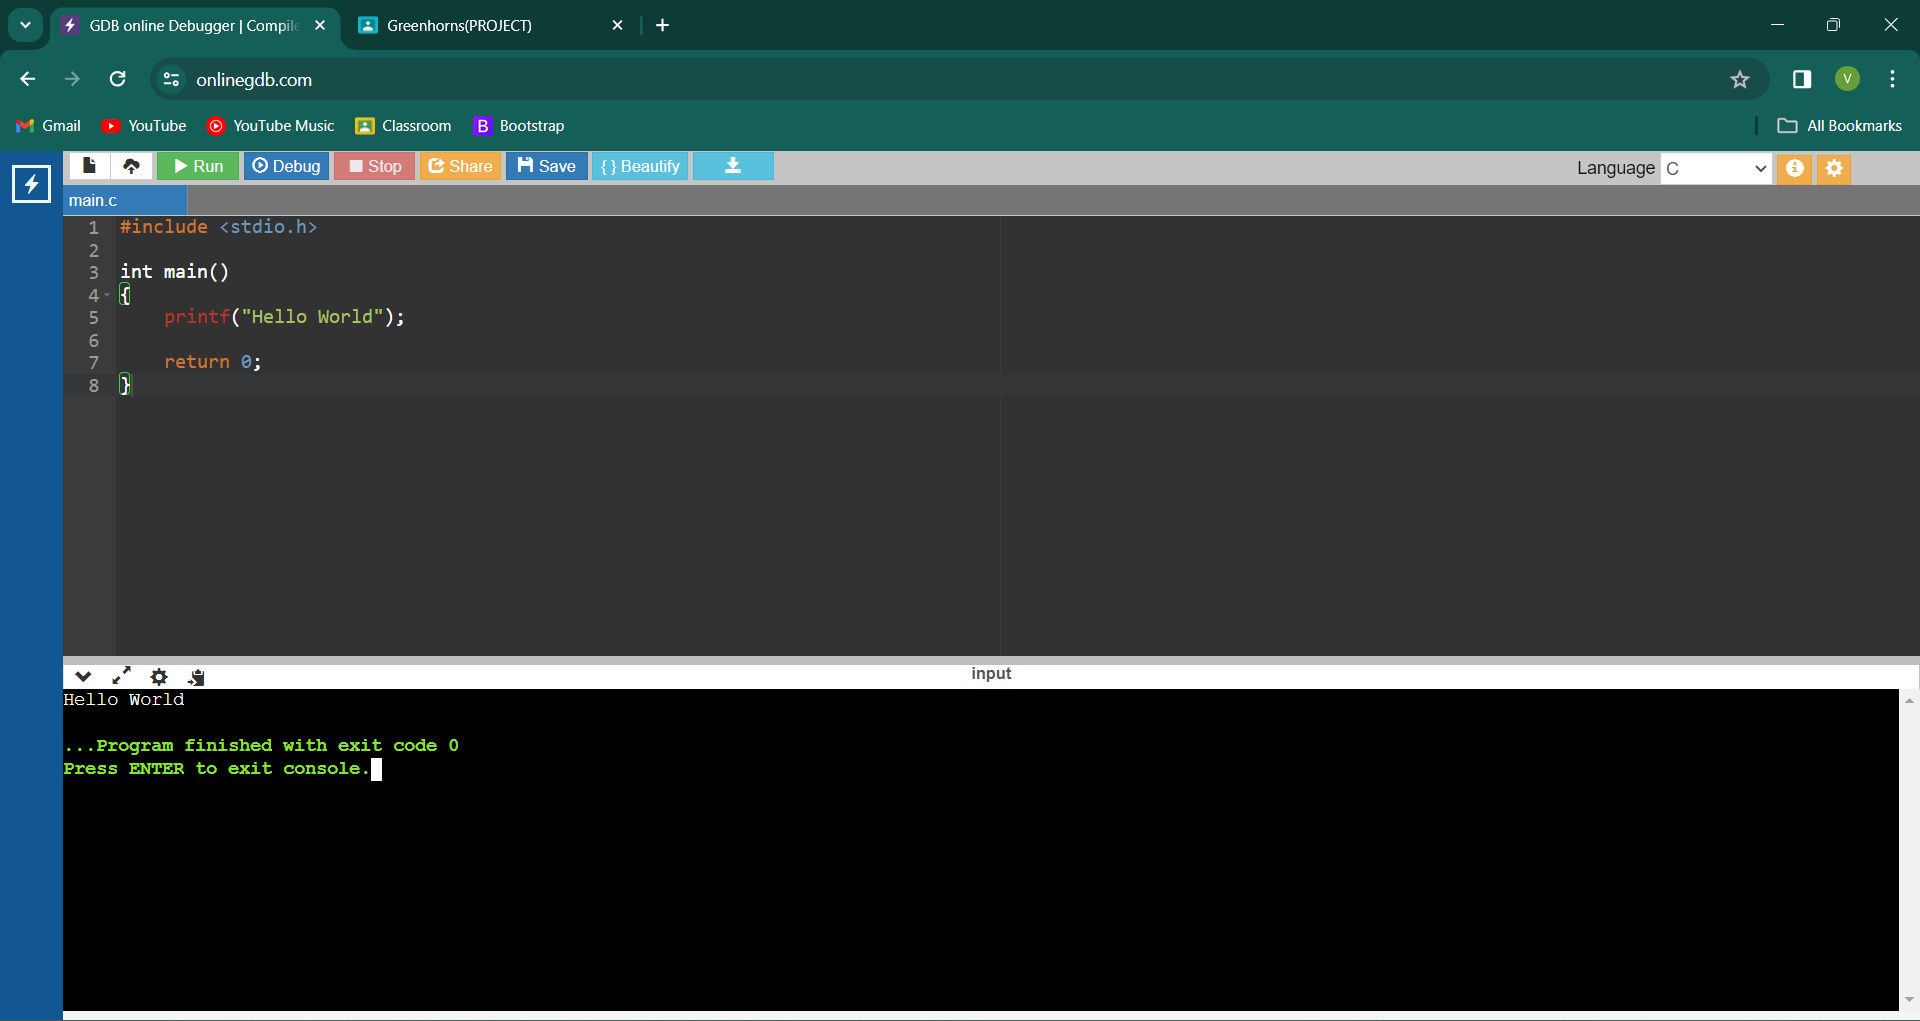 GDB online Debugger | Compile
Greenhorns(PROJECT)
onlinegdb.com
V
Gmail
YouTube
YouTube Music
Classroom
B Bootstrap
All Bookmarks
Run
Debug
Stop
Share
Save
{ } Beautify
Language C
main.c
1 #include <stdio.h>
2
3 int main()
4 {
5 printf("Hello World");
6
7 return 0;
8 }
input
Hello World
...Program finished with exit code 0
Press ENTER to exit console.